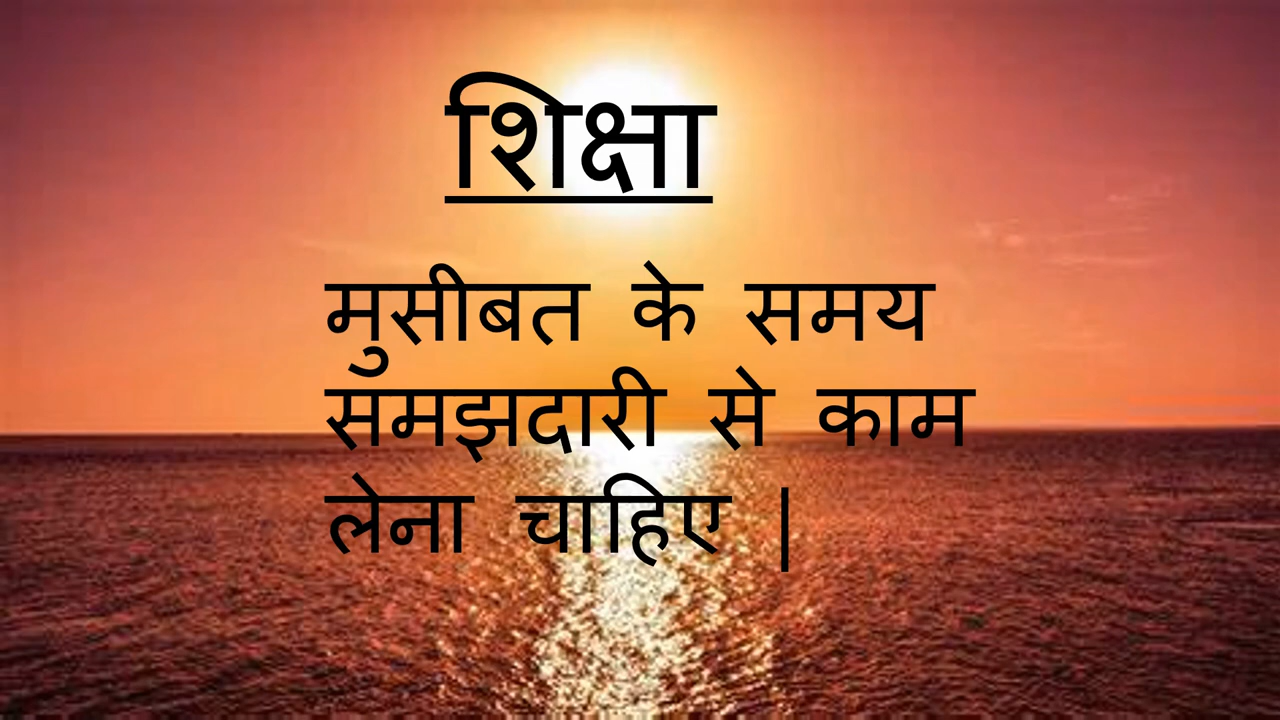 शिक्षा
मुसीबत के समय
समझदारी से काम
लेना चाहिए |